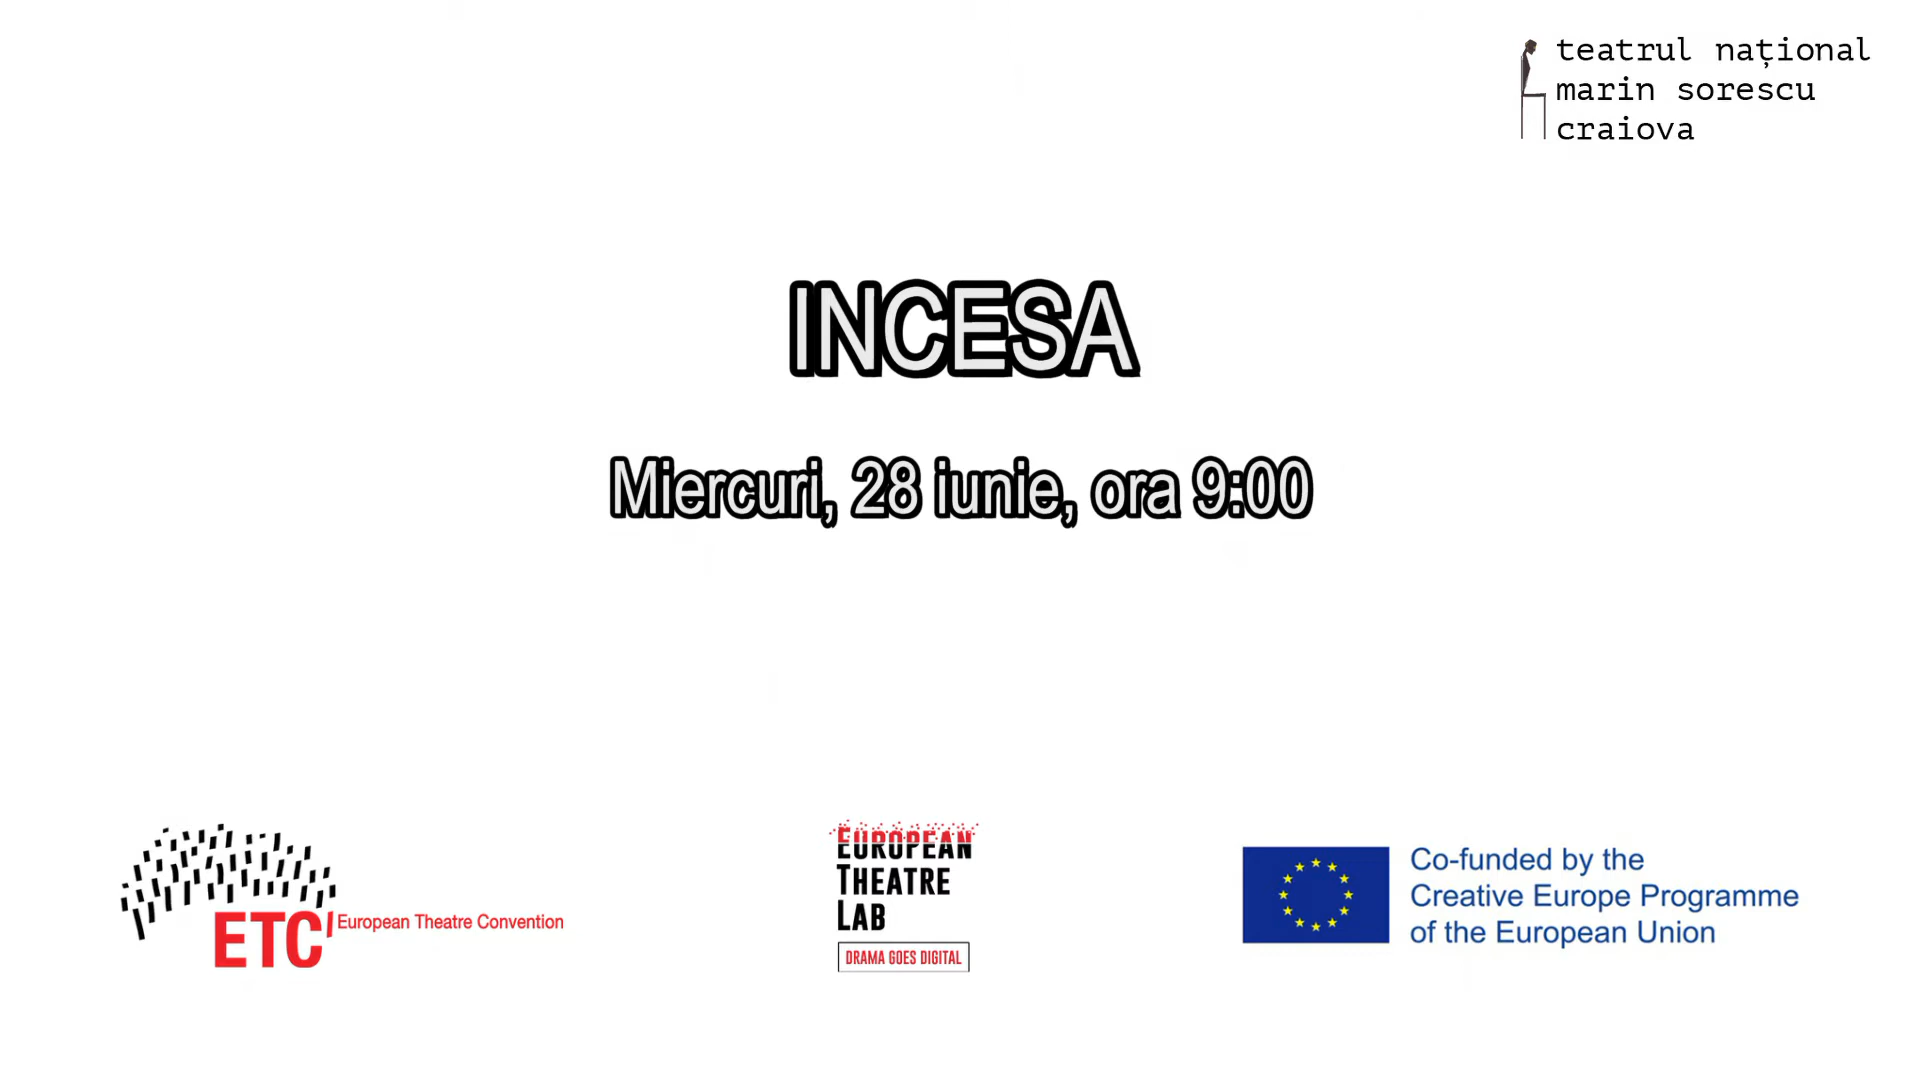 teatrul național
marin sorescu
craiova
INCESA
Miercuri, 28 iunie, ora 9:00
ETC European Theatre Convention
EUROPEAN
THEATRE
LAB
DRAMA GOES DIGITAL
Co-funded by the
Creative Europe Programme
of the European Union